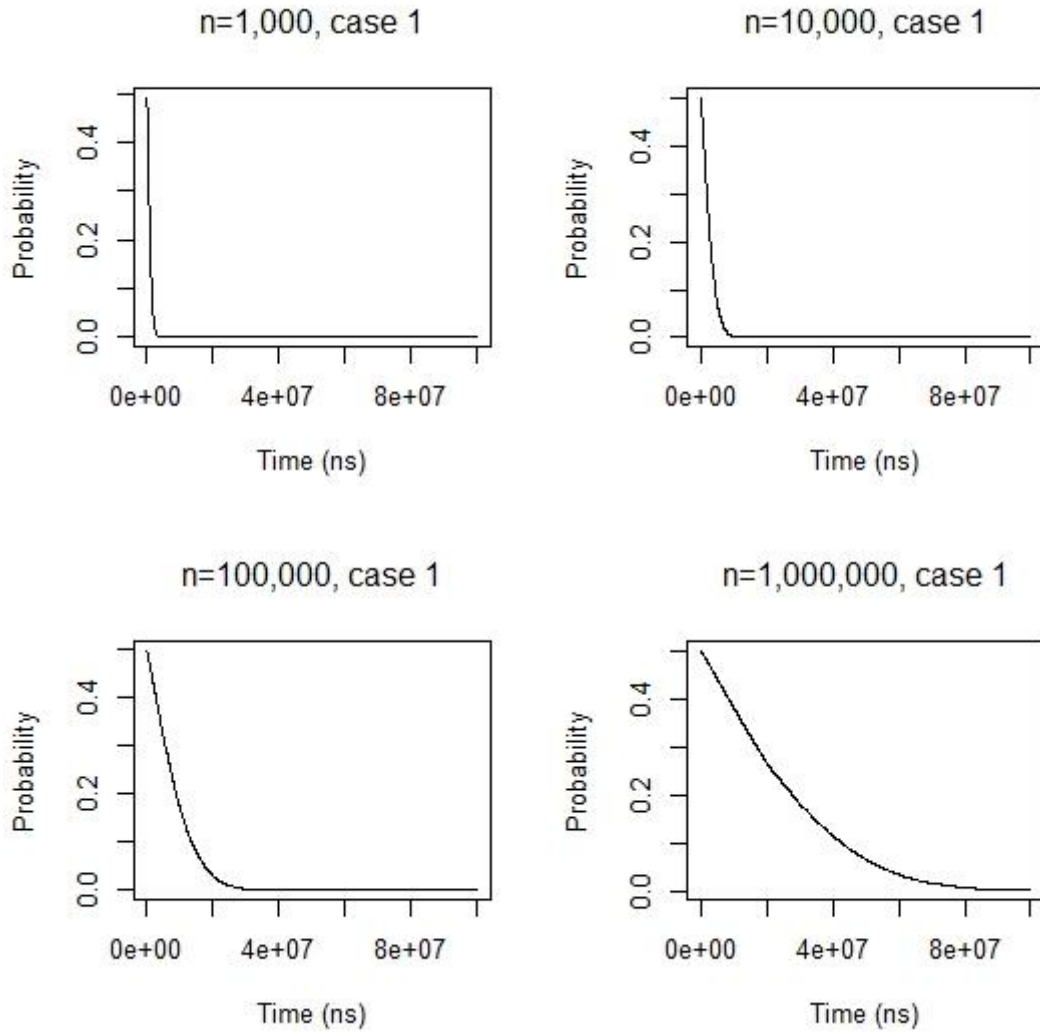 n=1,000, case 1
Probability
0.4
0.2
0.0
0e+00 4e+07 8e+07
Time (ns)
n=10,000, case 1
Probability
0.4
0.2
0.0
0e+00 4e+07 8e+07
Time (ns)
n=100,000, case 1
Probability
0.4
0.2
0.0
0e+00 4e+07 8e+07
Time (ns)
n=1,000,000, case 1
Probability
0.4
0.2
0.0
0e+00 4e+07 8e+07
Time (ns)